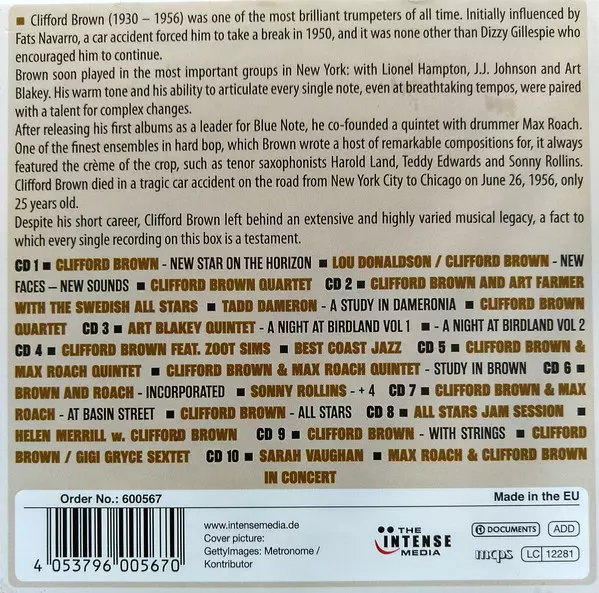 ■ Clifford Brown (1930 – 1956) was one of the most brilliant trumpeters of all time. Initially influenced by
Fats Navarro, a car accident forced him to take a break in 1950, and it was none other than Dizzy Gillespie who
encouraged him to continue.
Brown soon played in the most important groups in New York: with Lionel Hampton, J.J. Johnson and Art
Blakey. His warm tone and his ability to articulate every single note, even at breathtaking tempos, were paired
with a talent for complex changes.
After releasing his first albums as a leader for Blue Note, he co-founded a quintet with drummer Max Roach.
One of the finest ensembles in hard bop, which Brown wrote a host of remarkable compositions for, it always
featured the crème of the crop, such as tenor saxophonists Harold Land, Teddy Edwards and Sonny Rollins.
Clifford Brown died in a tragic car accident on the road from New York City to Chicago on June 26, 1956, only
25 years old.
Despite his short career, Clifford Brown left behind an extensive and highly varied musical legacy, a fact to
which every single recording on this box is a testament.
CD 1 ■ CLIFFORD BROWN - NEW STAR ON THE HORIZON ■ LOU DONALDSON / CLIFFORD BROWN - NEW
FACES – NEW SOUNDS ■ CLIFFORD BROWN QUARTET CD 2 ■ CLIFFORD BROWN AND ART FARMER
WITH THE SWEDISH ALL STARS ■ TADD DAMERON - A STUDY IN DAMERONIA ■ CLIFFORD BROWN
QUARTET CD 3 ■ ART BLAKEY QUINTET - A NIGHT AT BIRDLAND VOL 1 ■ - A NIGHT AT BIRDLAND VOL 2
CD 4 ■ CLIFFORD BROWN FEAT. ZOOT SIMS ■ BEST COAST JAZZ CD 5 ■ CLIFFORD BROWN &
MAX ROACH QUINTET ■ CLIFFORD BROWN & MAX ROACH QUINTET - STUDY IN BROWN CD 6 ■
BROWN AND ROACH - INCORPORATED ■ SONNY ROLLINS - + 4 CD 7 ■ CLIFFORD BROWN & MAX
ROACH - AT BASIN STREET ■ CLIFFORD BROWN - ALL STARS CD 8 ■ ALL STARS JAM SESSION ■
HELEN MERRILL w. CLIFFORD BROWN CD 9 ■ CLIFFORD BROWN - WITH STRINGS ■ CLIFFORD
BROWN / GIGI GRYCE SEXTET CD 10 ■ SARAH VAUGHAN ■ MAX ROACH & CLIFFORD BROWN
IN CONCERT
Order No.: 600567
Made in the EU
4 053796 005670
www.intensemedia.de
Cover picture:
GettyImages: Metronome /
Kontributor
THE
INTENSE
MEDIA
DOCUMENTS
ADD
mcps
LC 12281